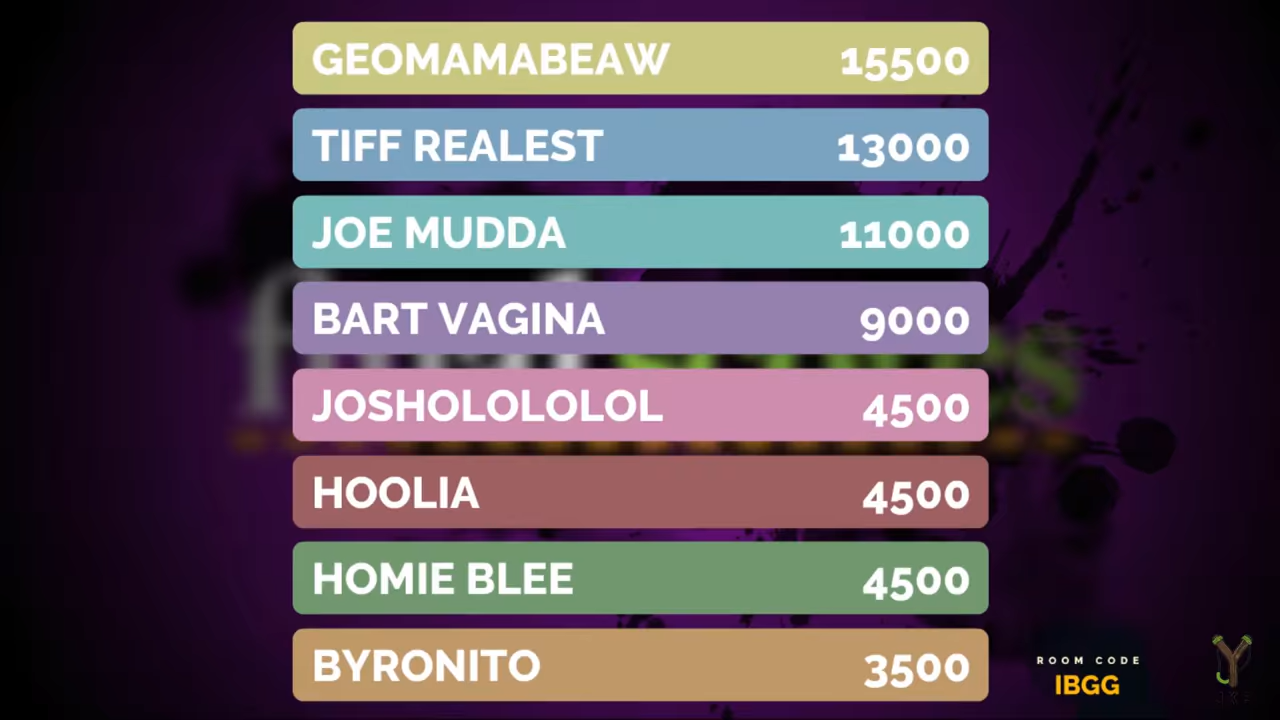 GEOMAMABEAW 15500
TIFF REALEST 13000
JOE MUDDA 11000
BART VAGINA 9000
JOSHOLOLOLOL 4500
HOOLIA 4500
HOMIE BLEE 4500
BYRONITO 3500
ROOM CODE
IBGG